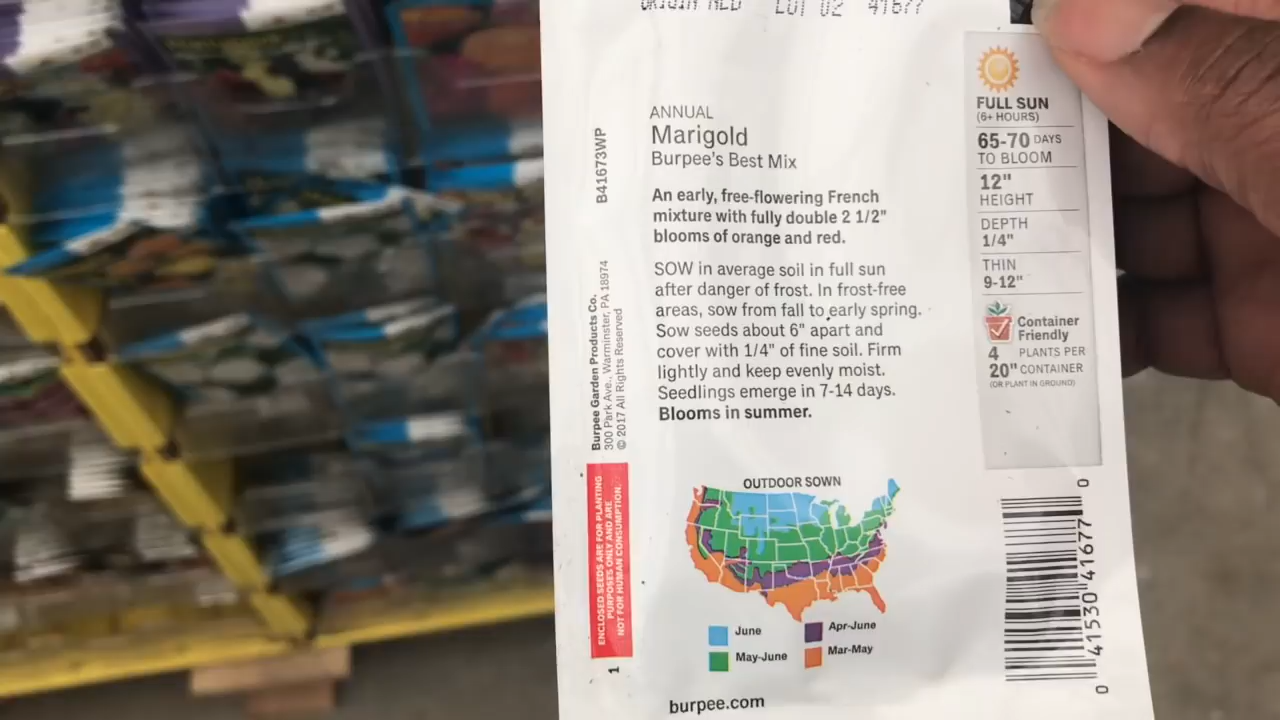 ORIGIN NLD LOT 02 41677
ANNUAL
Marigold
Burpee's Best Mix
An early, free-flowering French
mixture with fully double 2 1/2"
blooms of orange and red.
SOW in average soil in full sun
after danger of frost. In frost-free
areas, sow from fall to early spring.
Sow seeds about 6" apart and
cover with 1/4" of fine soil. Firm
lightly and keep evenly moist.
Seedlings emerge in 7-14 days.
Blooms in summer.
OUTDOOR SOWN
June
Apr-June
May-June
Mar-May
burpee.com
B41673WP
Burpee Garden Products Co.
300 Park Ave., Warminster, PA 18974
© 2017 All Rights Reserved
ENCLOSED SEEDS ARE FOR PLANTING
PURPOSES ONLY AND ARE
NOT FOR HUMAN CONSUMPTION.
1
FULL SUN
(6+ HOURS)
65-70 DAYS
TO BLOOM
12"
HEIGHT
DEPTH
1/4"
THIN
9-12"
Container
Friendly
4 PLANTS PER
20" CONTAINER
(OR PLANT IN GROUND)
0 41530 41677 0